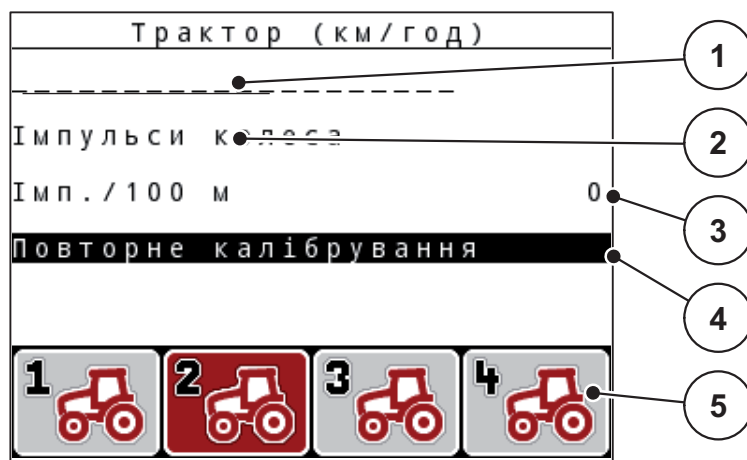 Трактор (км/год)
1
Імпульси колеса
2
Імп./100 м 0
3
Повторне калібрування
4
1 2 3 4
5